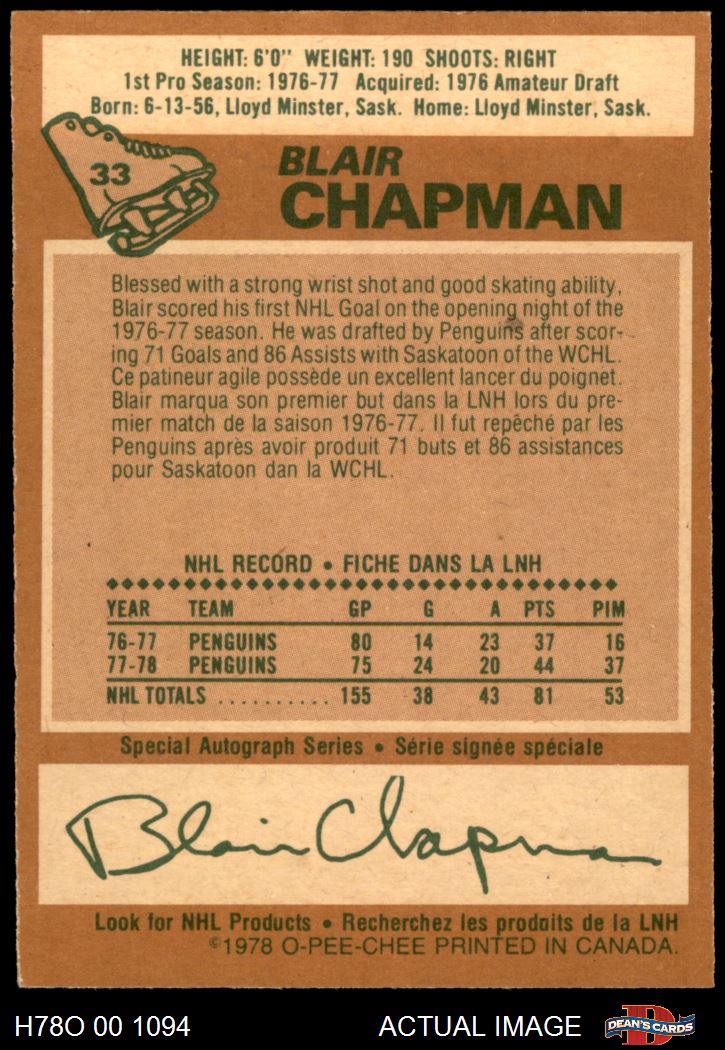 HEIGHT: 6'0" WEIGHT: 190 SHOOTS: RIGHT
1st Pro Season: 1976-77 Acquired: 1976 Amateur Draft
Born: 6-13-56, Lloyd Minster, Sask. Home: Lloyd Minster, Sask.
33
BLAIR
CHAPMAN
Blessed with a strong wrist shot and good skating ability,
Blair scored his first NHL Goal on the opening night of the
1976-77 season. He was drafted by Penguins after scor-
ing 71 Goals and 86 Assists with Saskatoon of the WCHL.
Ce patineur agile possède un excellent lancer du poignet.
Blair marqua son premier but dans la LNH lors du pre-
mier match de la saison 1976-77. Il fut repêché par les
Penguins après avoir produit 71 buts et 86 assistances
pour Saskatoon dan la WCHL.
NHL RECORD • FICHE DANS LA LNH
YEAR TEAM GP G A PTS PIM
76-77 PENGUINS 80 14 23 37 16
77-78 PENGUINS 75 24 20 44 37
NHL TOTALS .......... 155 38 43 81 53
Special Autograph Series • Série signée spéciale
Blair Chapman
Look for NHL Products • Recherchez les produits de la LNH
©1978 O-PEE-CHEE PRINTED IN CANADA.
H78O 00 1094 ACTUAL IMAGE
D
DEAN'S CARDS